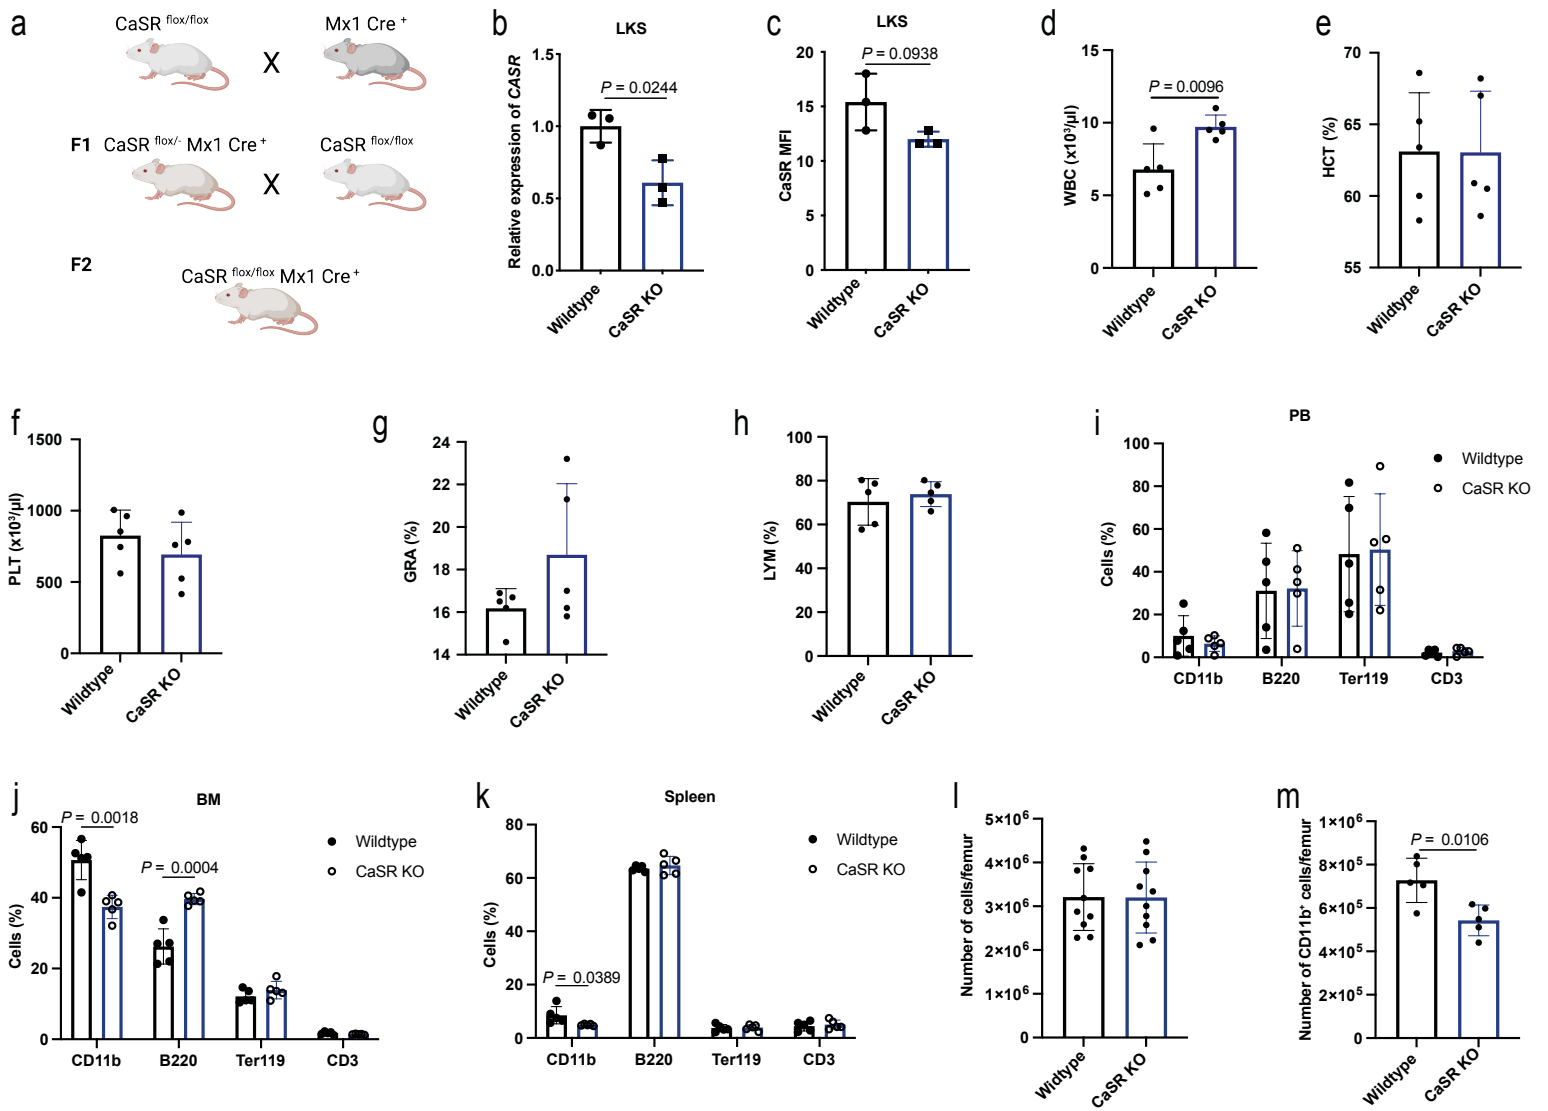 a
CaSR flox/flox
Mx1 Cre +
X
F1 CaSR flox/- Mx1 Cre +
CaSR flox/flox
X
F2
CaSR flox/flox Mx1 Cre +
b
LKS
Relative expression of CASR
1.5
1.0
0.5
0.0
P = 0.0244
Wildtype
CaSR KO
c
LKS
CaSR MFI
20
15
10
5
0
P = 0.0938
Wildtype
CaSR KO
d
WBC (x10³/µl)
15
10
5
0
P = 0.0096
Wildtype
CaSR KO
e
HCT (%)
70
65
60
55
Wildtype
CaSR KO
f
PLT (x10³/µl)
1500
1000
500
0
Wildtype
CaSR KO
g
GRA (%)
24
22
20
18
16
14
Wildtype
CaSR KO
h
LYM (%)
100
80
60
40
20
0
Wildtype
CaSR KO
i
PB
Cells (%)
100
80
60
40
20
0
CD11b
B220
Ter119
CD3
Wildtype
CaSR KO
j
BM
Cells (%)
60
40
20
0
P = 0.0018
P = 0.0004
CD11b
B220
Ter119
CD3
Wildtype
CaSR KO
k
Spleen
Cells (%)
80
60
40
20
0
P = 0.0389
CD11b
B220
Ter119
CD3
Wildtype
CaSR KO
l
Number of cells/femur
5×10⁶
4×10⁶
3×10⁶
2×10⁶
1×10⁶
0
Widtype
CaSR KO
m
Number of CD11b⁺ cells/femur
1×10⁶
8×10⁵
6×10⁵
4×10⁵
2×10⁵
0
P = 0.0106
Wildtype
CaSR KO